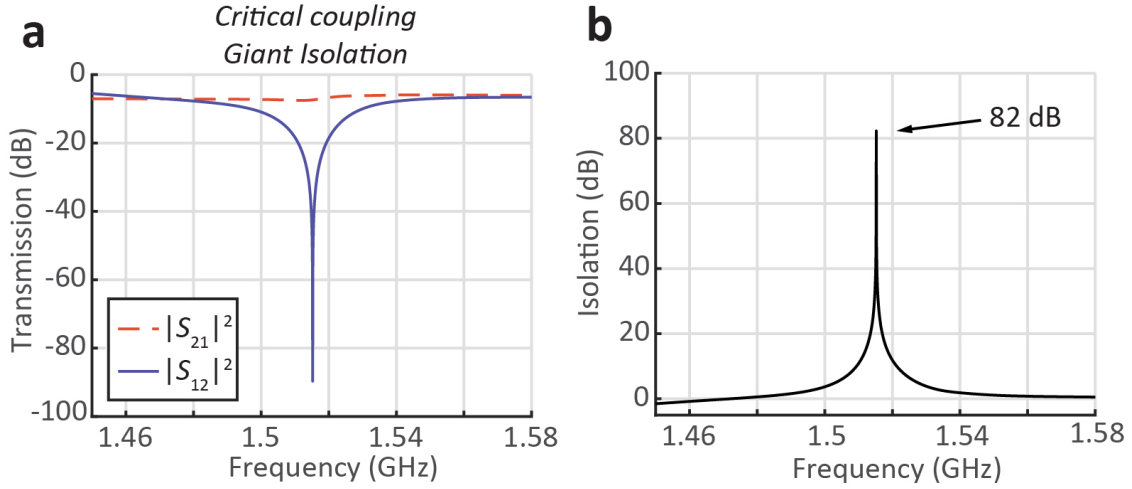 a
Critical coupling
Giant Isolation
Transmission (dB)
0
-20
-40
-60
-80
-100
|S21|²
|S12|²
1.46
1.5
1.54
1.58
Frequency (GHz)
b
Isolation (dB)
100
80
60
40
20
0
82 dB
1.46
1.5
1.54
1.58
Frequency (GHz)